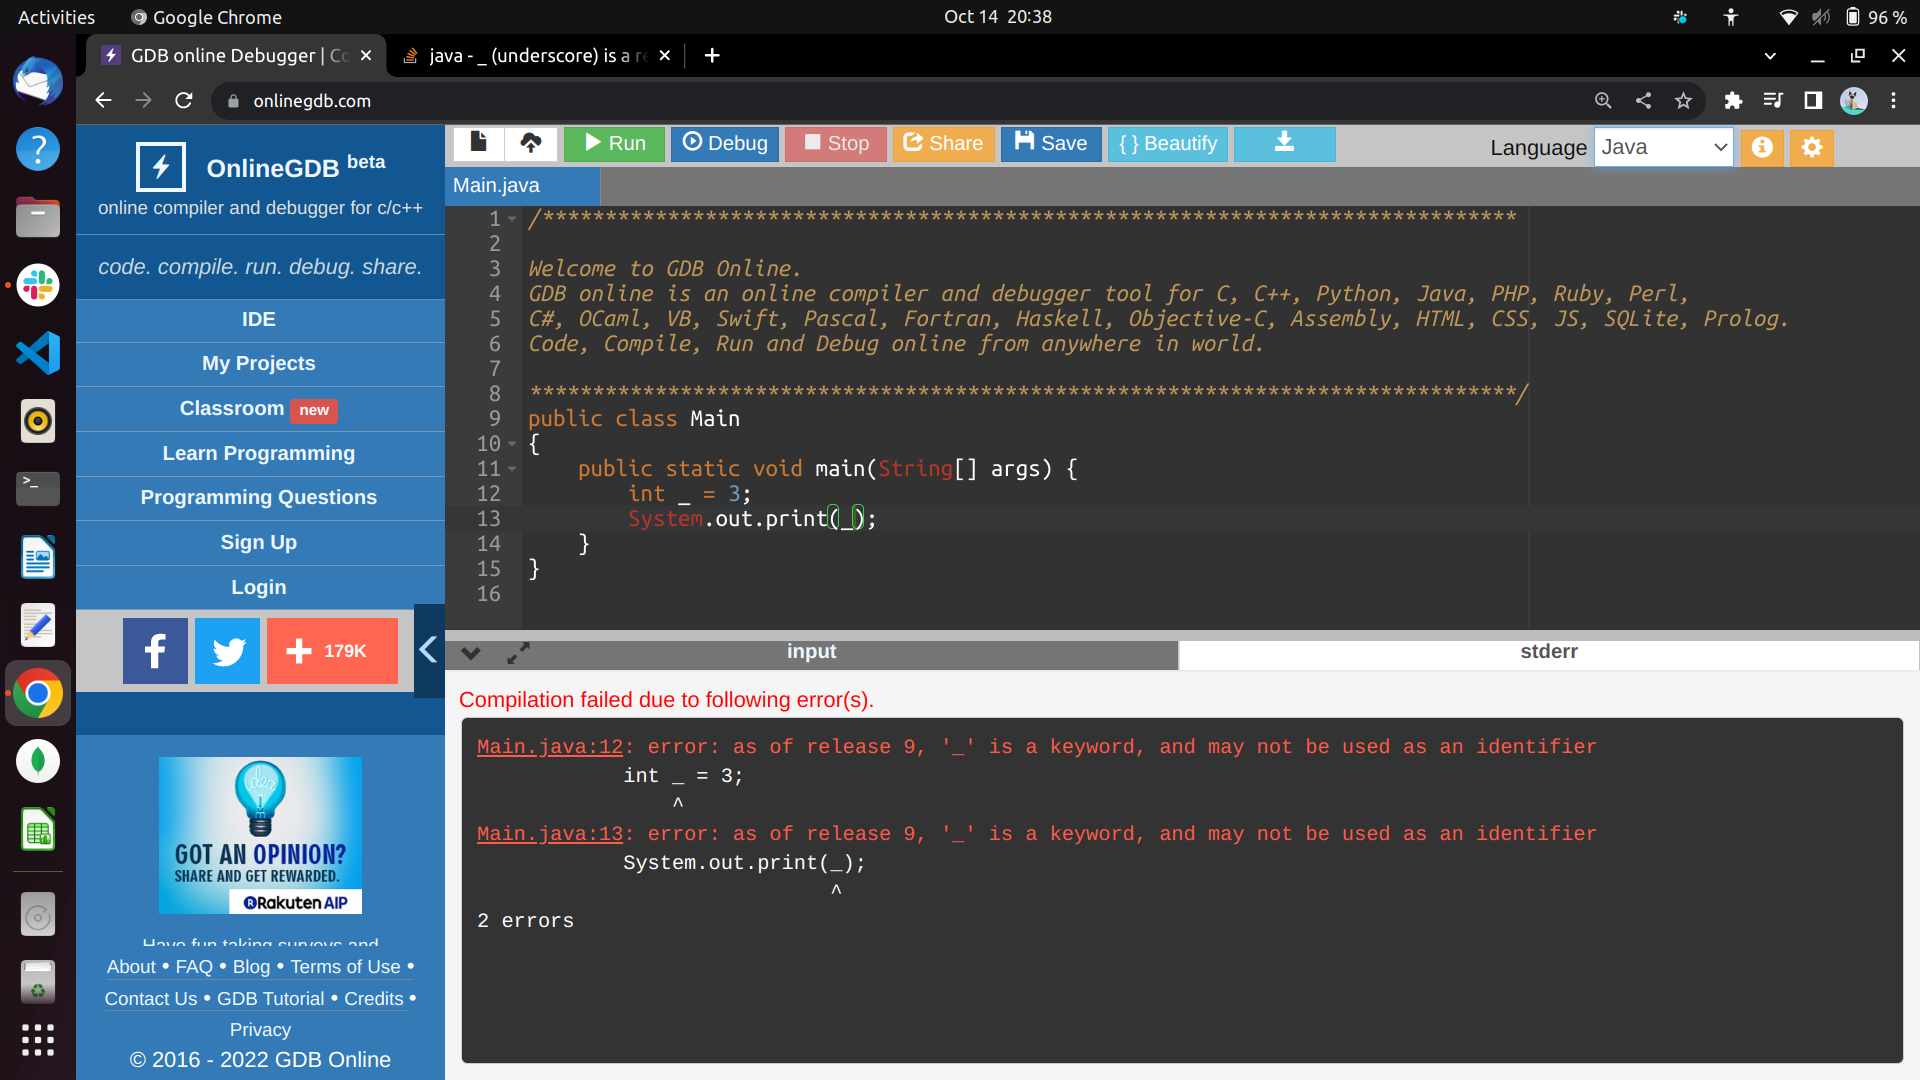 Activities
Google Chrome
Oct 14 20:38
96 %
GDB online Debugger | Co
java - _ (underscore) is a re
onlinegdb.com
OnlineGDB beta
online compiler and debugger for c/c++
code. compile. run. debug. share.
IDE
My Projects
Classroom new
Learn Programming
Programming Questions
Sign Up
Login
179K
idea
GOT AN OPINION?
SHARE AND GET REWARDED.
Rakuten AIP
Have fun taking surveys and
About • FAQ • Blog • Terms of Use •
Contact Us • GDB Tutorial • Credits •
Privacy
© 2016 - 2022 GDB Online
Run
Debug
Stop
Share
Save
{ } Beautify
Language
Java
Main.java
1 /******************************************************************************
2
3 Welcome to GDB Online.
4 GDB online is an online compiler and debugger tool for C, C++, Python, Java, PHP, Ruby, Perl,
5 C#, OCaml, VB, Swift, Pascal, Fortran, Haskell, Objective-C, Assembly, HTML, CSS, JS, SQLite, Prolog.
6 Code, Compile, Run and Debug online from anywhere in world.
7
8 *******************************************************************************/
9 public class Main
10 {
11     public static void main(String[] args) {
12         int _ = 3;
13         System.out.print(_);
14     }
15 }
16
input
stderr
Compilation failed due to following error(s).
Main.java:12: error: as of release 9, '_' is a keyword, and may not be used as an identifier
int _ = 3;
^
Main.java:13: error: as of release 9, '_' is a keyword, and may not be used as an identifier
System.out.print(_);
^
2 errors